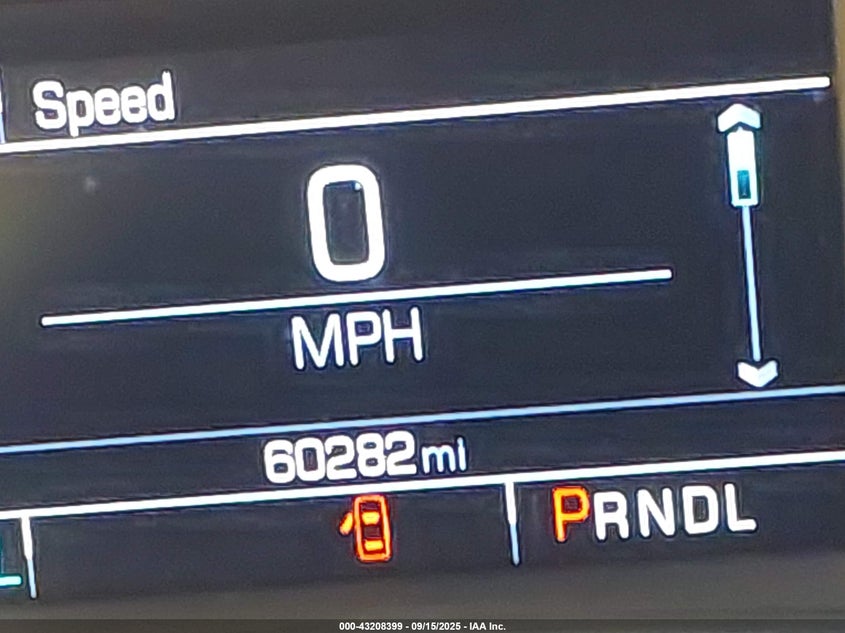 Speed
0
MPH
60282 mi
PRNDL
000-43208399 - 09/15/2025 - IAA Inc.